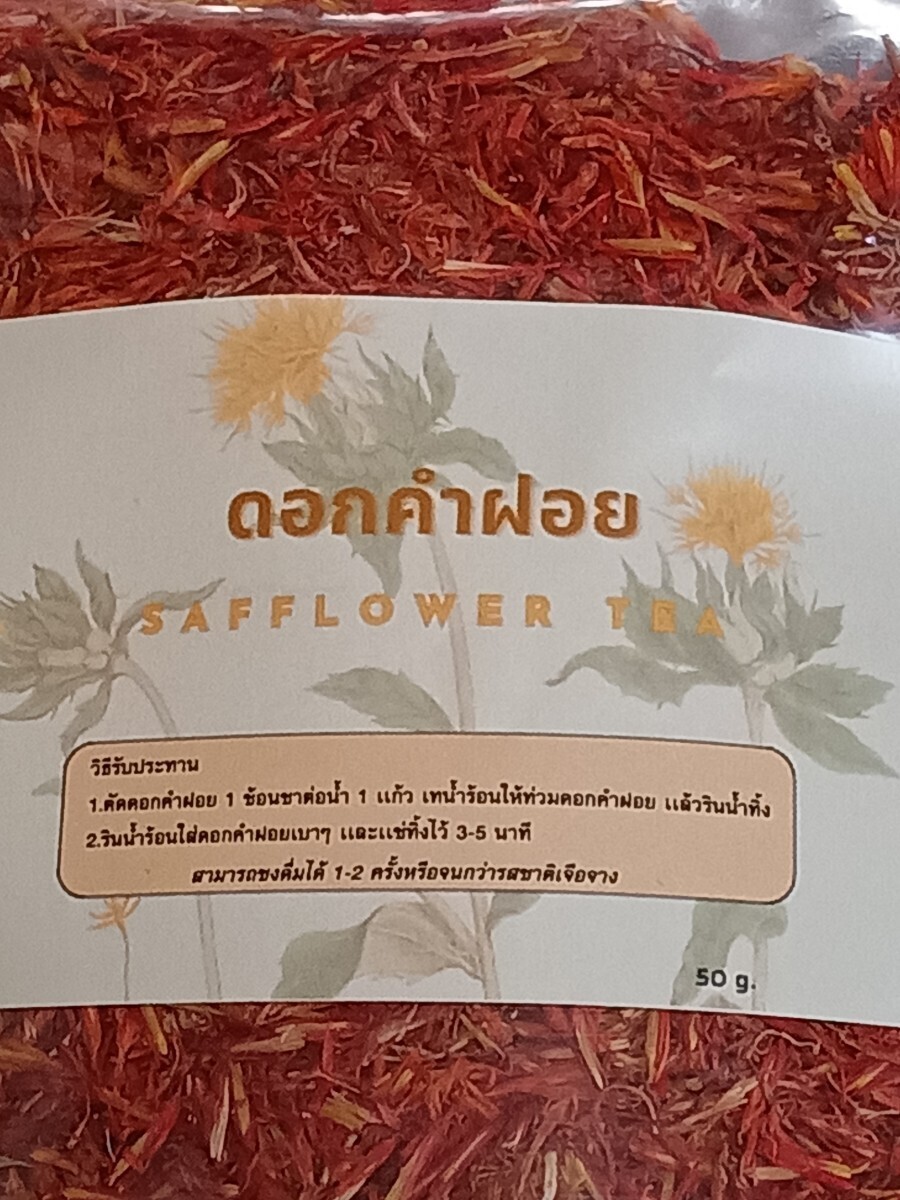 ดอกคำฝอย
SAFFLOWER TEA
วิธีรับประทาน
1.ตัดดอกคำฝอย 1 ช้อนชาต่อน้ำ 1 แก้ว เทน้ำร้อนให้ท่วมดอกคำฝอย แล้วรินน้ำทิ้ง
2.รินน้ำร้อนใส่ดอกคำฝอยเบาๆ และแช่ทิ้งไว้ 3-5 นาที
สามารถชงดื่มได้ 1-2 ครั้งหรือจนกว่ารสชาติเจือจาง
50 g.